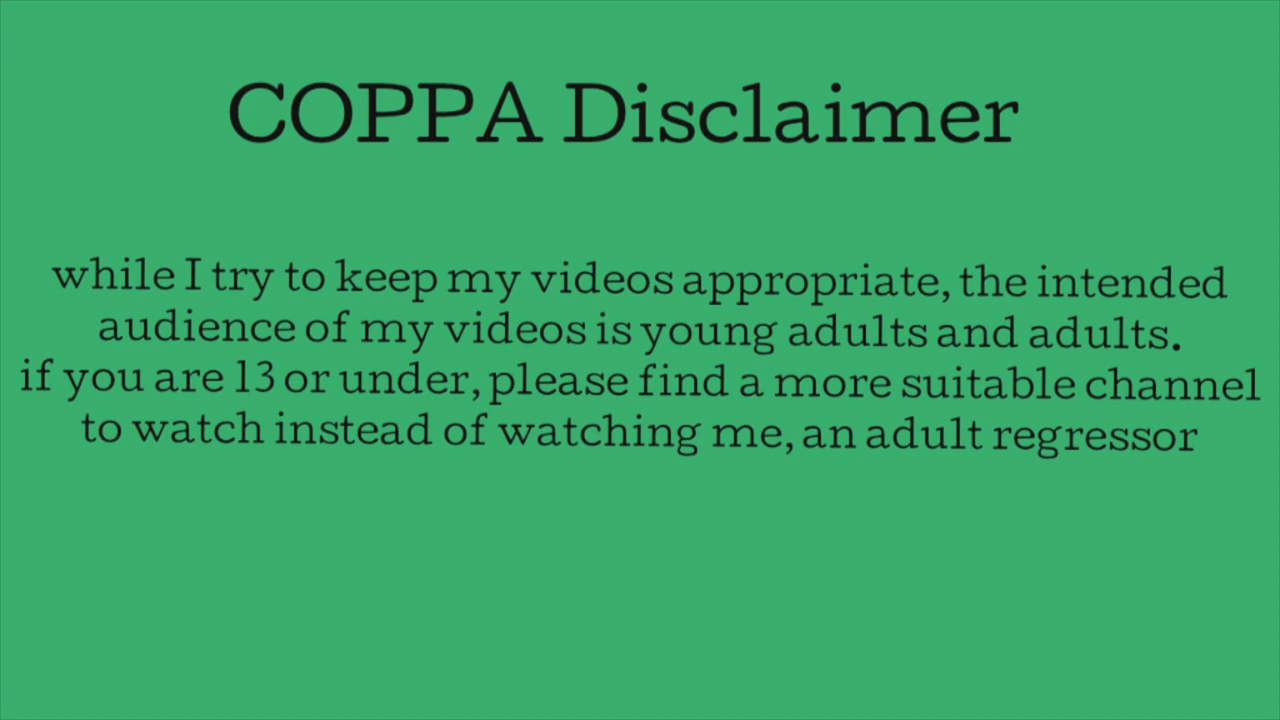 COPPA Disclaimer
while I try to keep my videos appropriate, the intended
audience of my videos is young adults and adults.
if you are 13 or under, please find a more suitable channel
to watch instead of watching me, an adult regressor